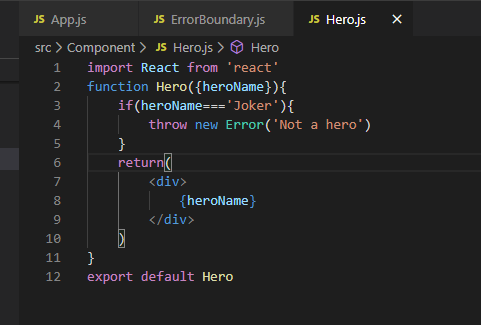 JS App.js JS ErrorBoundary.js JS Hero.js ×
src > Component > JS Hero.js > Hero
1 import React from 'react'
2 function Hero({heroName}){
3 if(heroName==='Joker'){
4 throw new Error('Not a hero')
5 }
6 return(
7 <div>
8 {heroName}
9 </div>
10 )
11 }
12 export default Hero